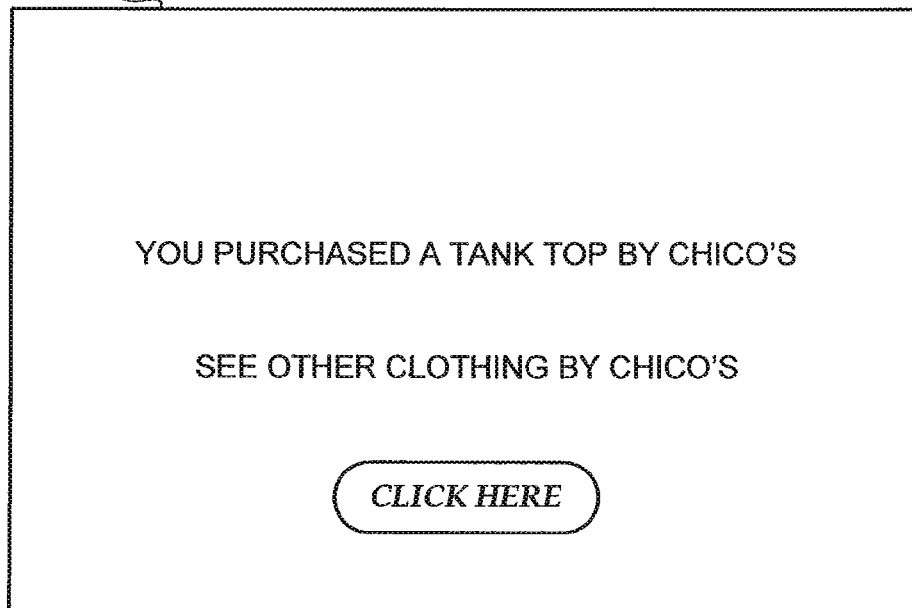 YOU PURCHASED A TANK TOP BY CHICO'S
SEE OTHER CLOTHING BY CHICO'S
CLICK HERE